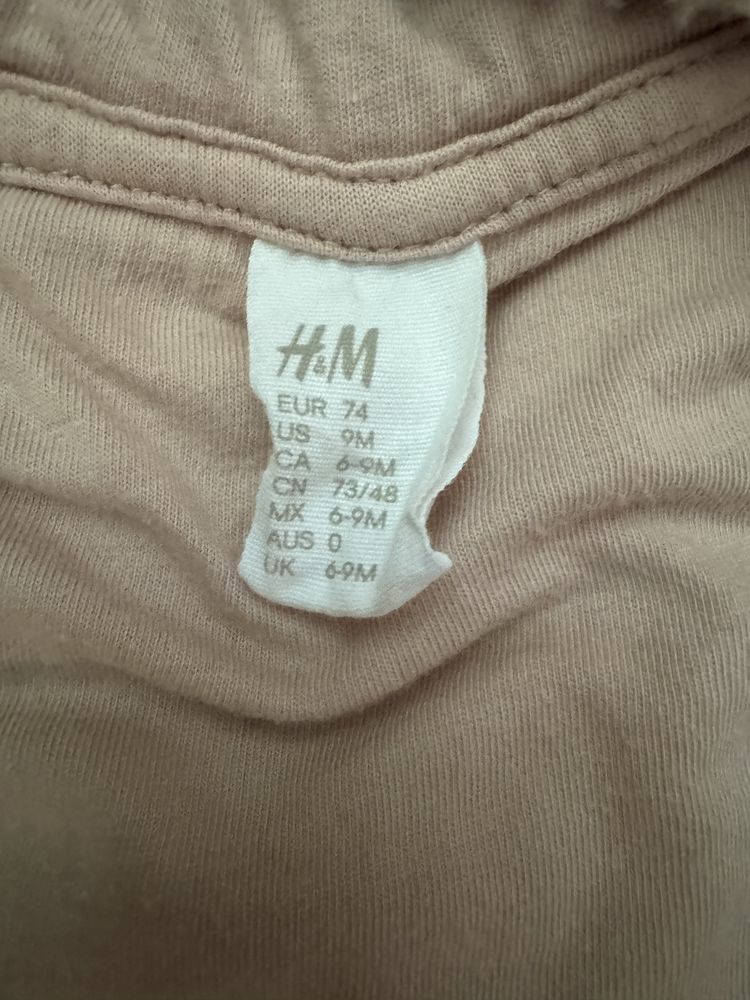 H&M
EUR 74
US 9M
CA 6-9M
CN 73/48
MX 6-9M
AUS 0
UK 6-9M